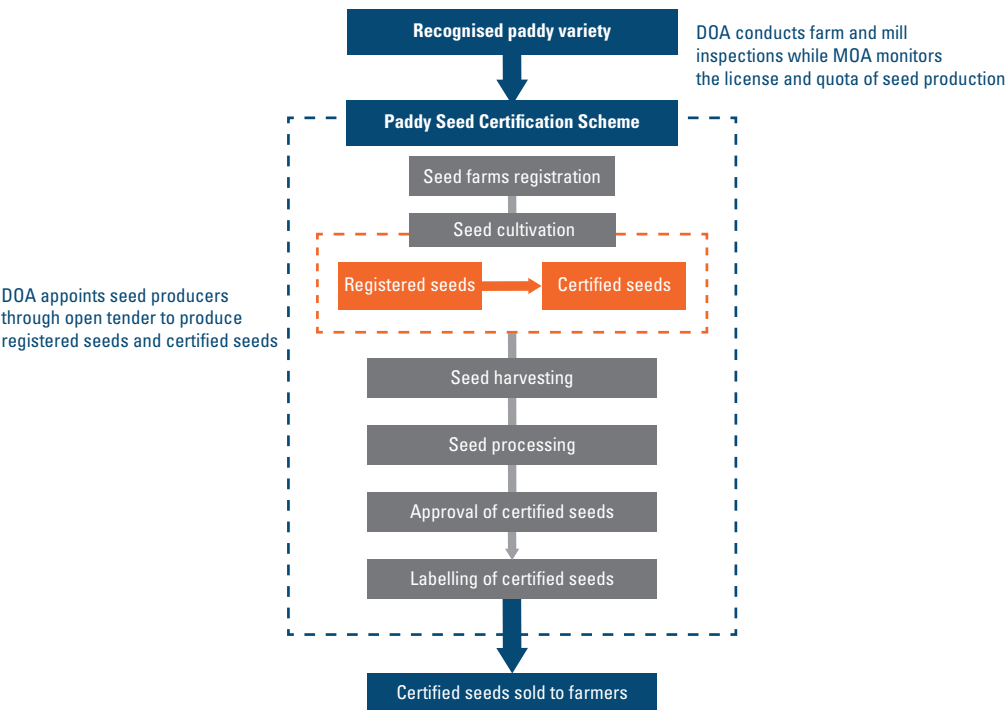 Recognised paddy variety
DOA conducts farm and mill
inspections while MOA monitors
the license and quota of seed production
Paddy Seed Certification Scheme
Seed farms registration
Seed cultivation
Registered seeds
Certified seeds
DOA appoints seed producers
through open tender to produce
registered seeds and certified seeds
Seed harvesting
Seed processing
Approval of certified seeds
Labelling of certified seeds
Certified seeds sold to farmers